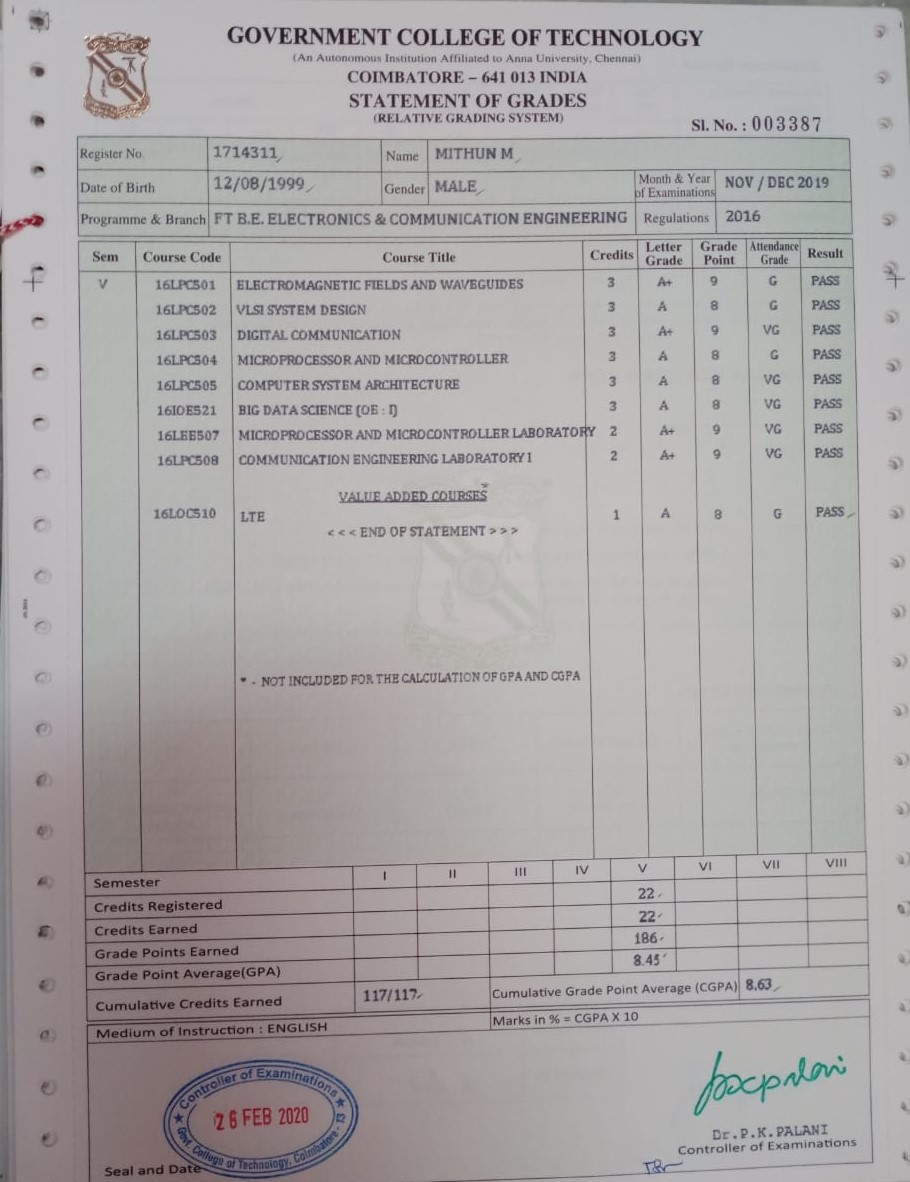 GOVERNMENT COLLEGE OF TECHNOLOGY
(An Autonomous Institution Affiliated to Anna University, Chennai)
COIMBATORE – 641 013 INDIA
STATEMENT OF GRADES
(RELATIVE GRADING SYSTEM)
Sl. No. : 003387
Register No 1714311 Name MITHUN M
Date of Birth 12/08/1999 Gender MALE Month & Year of Examinations NOV / DEC 2019
Programme & Branch FT B.E. ELECTRONICS & COMMUNICATION ENGINEERING Regulations 2016
Sem Course Code Course Title Credits Letter Grade Grade Point Attendance Grade Result
V 16LPC501 ELECTROMAGNETIC FIELDS AND WAVEGUIDES 3 A+ 9 G PASS
16LPC502 VLSI SYSTEM DESIGN 3 A 8 G PASS
16LPC503 DIGITAL COMMUNICATION 3 A+ 9 VG PASS
16LPC504 MICROPROCESSOR AND MICROCONTROLLER 3 A 8 G PASS
16LPC505 COMPUTER SYSTEM ARCHITECTURE 3 A 8 VG PASS
16IOE521 BIG DATA SCIENCE (OE : I) 3 A 8 VG PASS
16LEE507 MICROPROCESSOR AND MICROCONTROLLER LABORATORY 2 A+ 9 VG PASS
16LPC508 COMMUNICATION ENGINEERING LABORATORY I 2 A+ 9 VG PASS
VALUE ADDED COURSES*
16LOC510 LTE 1 A 8 G PASS
< < < END OF STATEMENT > > >
* - NOT INCLUDED FOR THE CALCULATION OF GPA AND CGPA
Semester I II III IV V VI VII VIII
Credits Registered 22
Credits Earned 22
Grade Points Earned 186
Grade Point Average(GPA) 8.45
Cumulative Credits Earned 117/117 Cumulative Grade Point Average (CGPA) 8.63
Medium of Instruction : ENGLISH Marks in % = CGPA X 10
Controller of Examinations
26 FEB 2020
Govt. College of Technology, Coimbatore - 13
Dr.P.K.PALANI
Controller of Examinations
Seal and Date